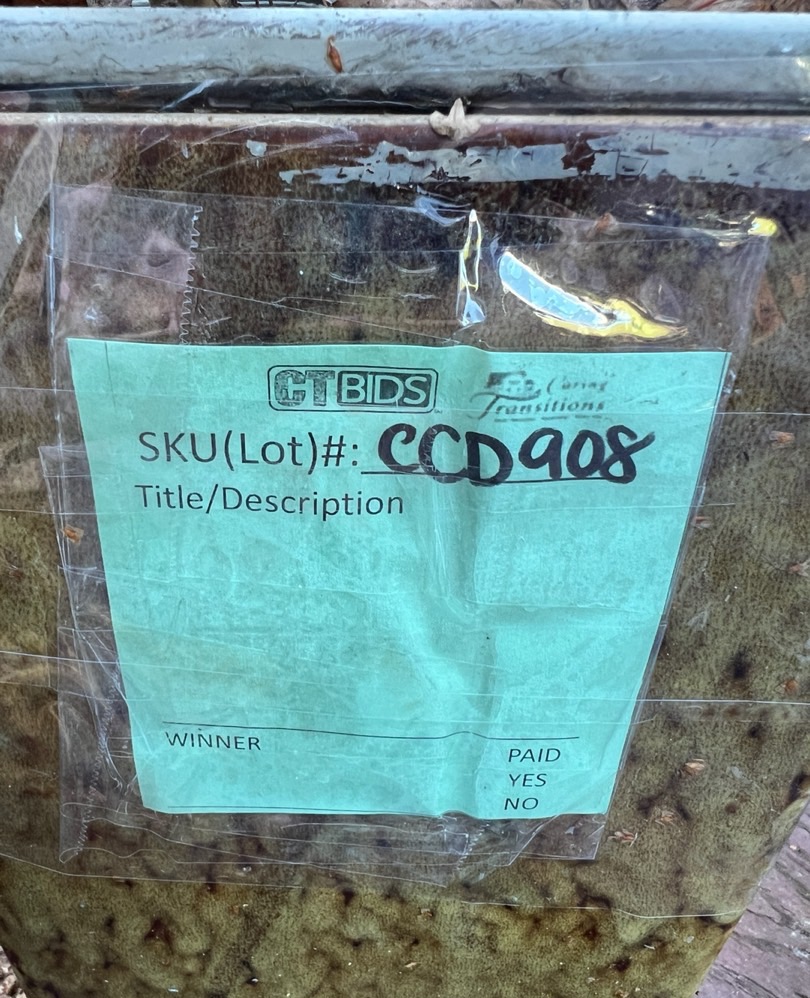 CTBIDS
Caring
Transitions
SKU(Lot)#: CCD908
Title/Description
WINNER
PAID
YES
NO